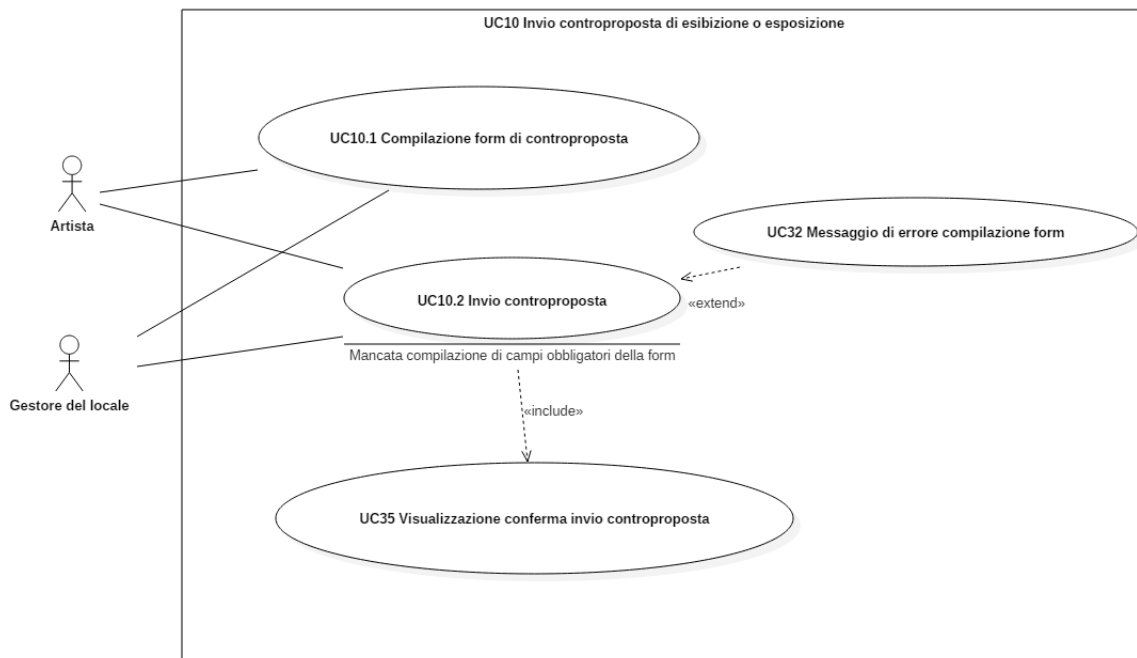 UC10 Invio controproposta di esibizione o esposizione
UC10.1 Compilazione form di controproposta
Artista
UC32 Messaggio di errore compilazione form
UC10.2 Invio controproposta
«extend»
Mancata compilazione di campi obbligatori della form
Gestore del locale
«include»
UC35 Visualizzazione conferma invio controproposta